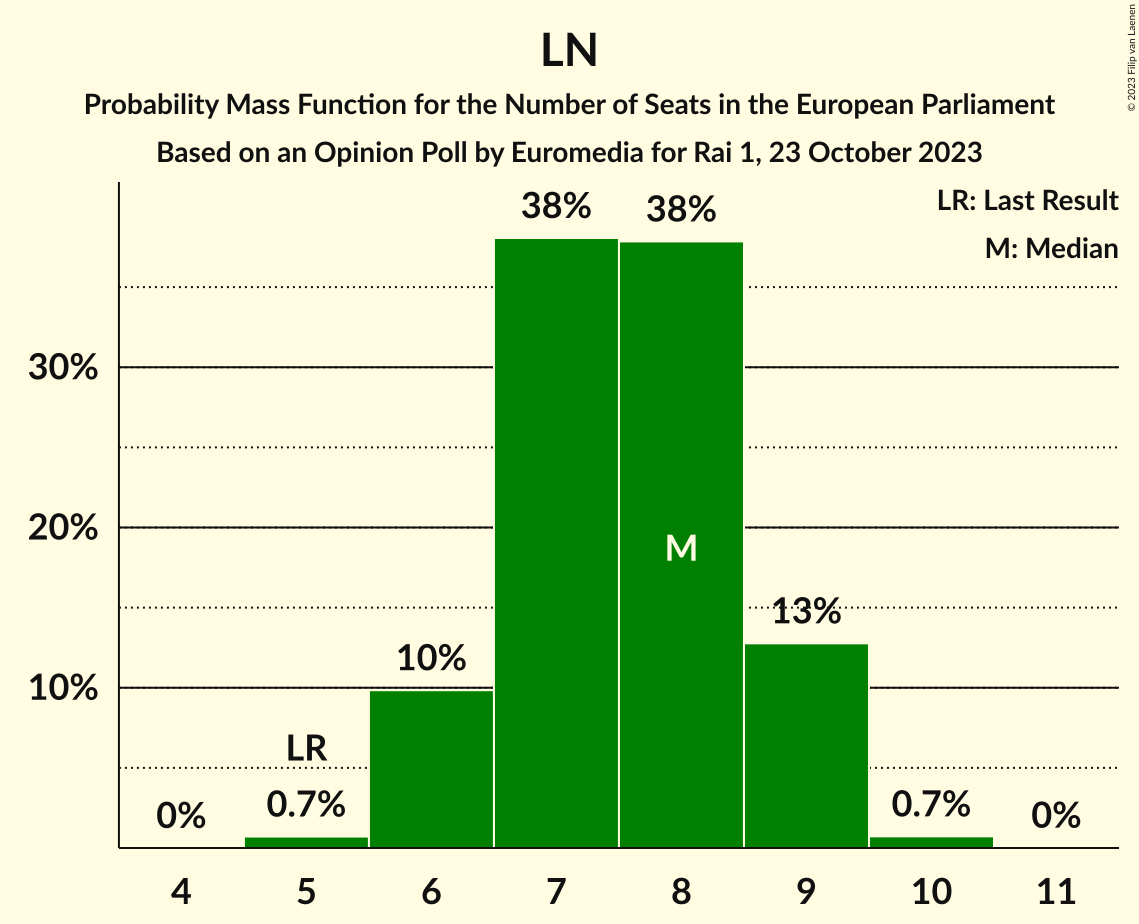 LN
Probability Mass Function for the Number of Seats in the European Parliament
Based on an Opinion Poll by Euromedia for Rai 1, 23 October 2023
© 2023 Filip van Laenen
LR: Last Result
M: Median
38%
38%
30%
20%
M
13%
10%
10%
LR
0%
0.7%
0.7%
0%
4 5 6 7 8 9 10 11